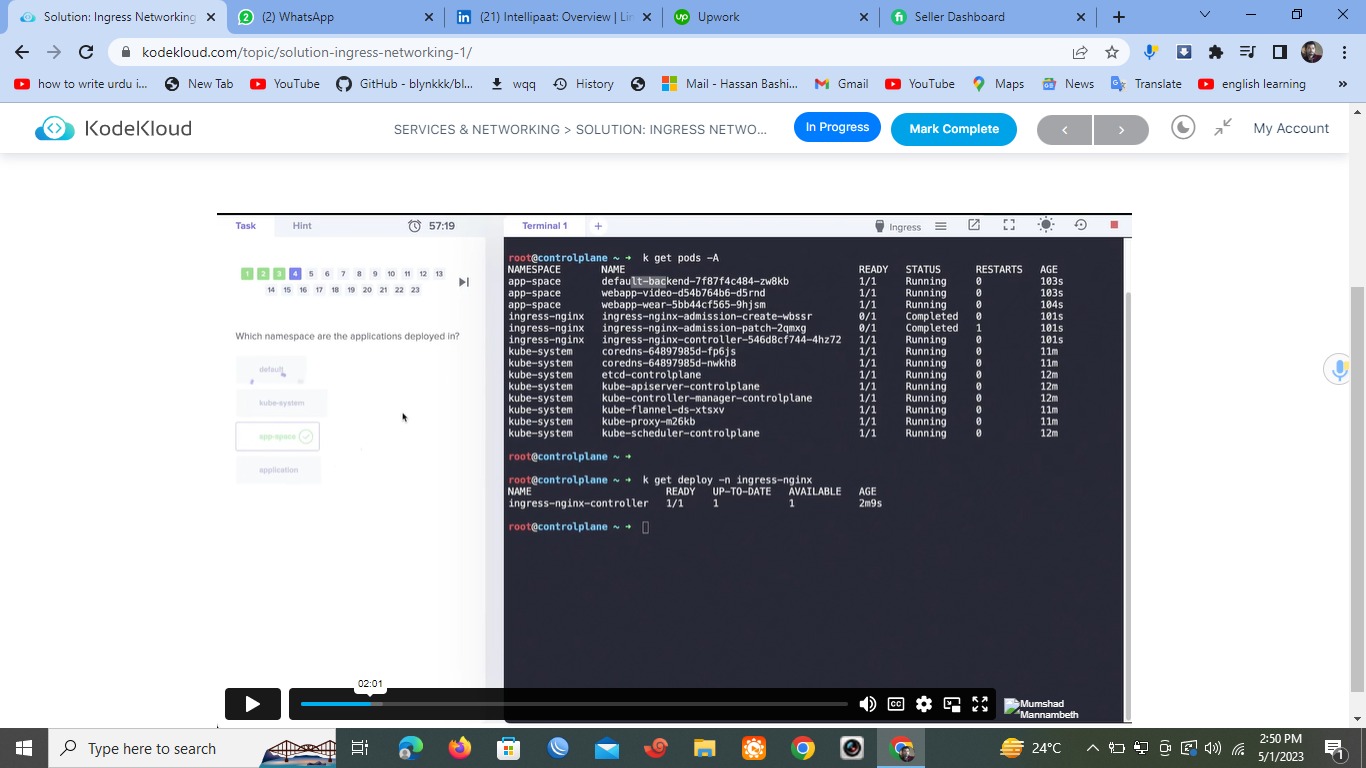 Solution: Ingress Networking
(2) WhatsApp
(21) Intellipaat: Overview | Lin
Upwork
Seller Dashboard
kodekloud.com/topic/solution-ingress-networking-1/
how to write urdu i...
New Tab
YouTube
GitHub - blynkkk/bl...
wqq
History
Mail - Hassan Bashi...
Gmail
YouTube
Maps
News
Translate
english learning
»
KodeKloud
SERVICES & NETWORKING > SOLUTION: INGRESS NETWO...
In Progress
Mark Complete
< >
My Account
Task Hint 57:19
Terminal 1 +
Ingress
1 2 3 4 5 6 7 8 9 10 11 12 13
14 15 16 17 18 19 20 21 22 23
Which namespace are the applications deployed in?
default
kube-system
app-space
application
root@controlplane ~ ➜ k get pods -A
NAMESPACE NAME READY STATUS RESTARTS AGE
app-space default-backend-7f87f4c484-zw8kb 1/1 Running 0 103s
app-space webapp-video-d54b764b6-d5rnd 1/1 Running 0 103s
app-space webapp-wear-5bb44cf565-9hjsm 1/1 Running 0 104s
ingress-nginx ingress-nginx-admission-create-wbssr 0/1 Completed 0 101s
ingress-nginx ingress-nginx-admission-patch-2qmxg 0/1 Completed 1 101s
ingress-nginx ingress-nginx-controller-546d8cf744-4hz72 1/1 Running 0 101s
kube-system coredns-64897985d-fp6js 1/1 Running 0 11m
kube-system coredns-64897985d-nwkh8 1/1 Running 0 11m
kube-system etcd-controlplane 1/1 Running 0 12m
kube-system kube-apiserver-controlplane 1/1 Running 0 12m
kube-system kube-controller-manager-controlplane 1/1 Running 0 12m
kube-system kube-flannel-ds-xtsxv 1/1 Running 0 11m
kube-system kube-proxy-m26kb 1/1 Running 0 11m
kube-system kube-scheduler-controlplane 1/1 Running 0 12m
root@controlplane ~ ➜
root@controlplane ~ ➜ k get deploy -n ingress-nginx
NAME READY UP-TO-DATE AVAILABLE AGE
ingress-nginx-controller 1/1 1 1 2m9s
root@controlplane ~ ➜
02:01
CC
Mumshad
Mannambeth
Type here to search
24°C
2:50 PM
5/1/2023
1